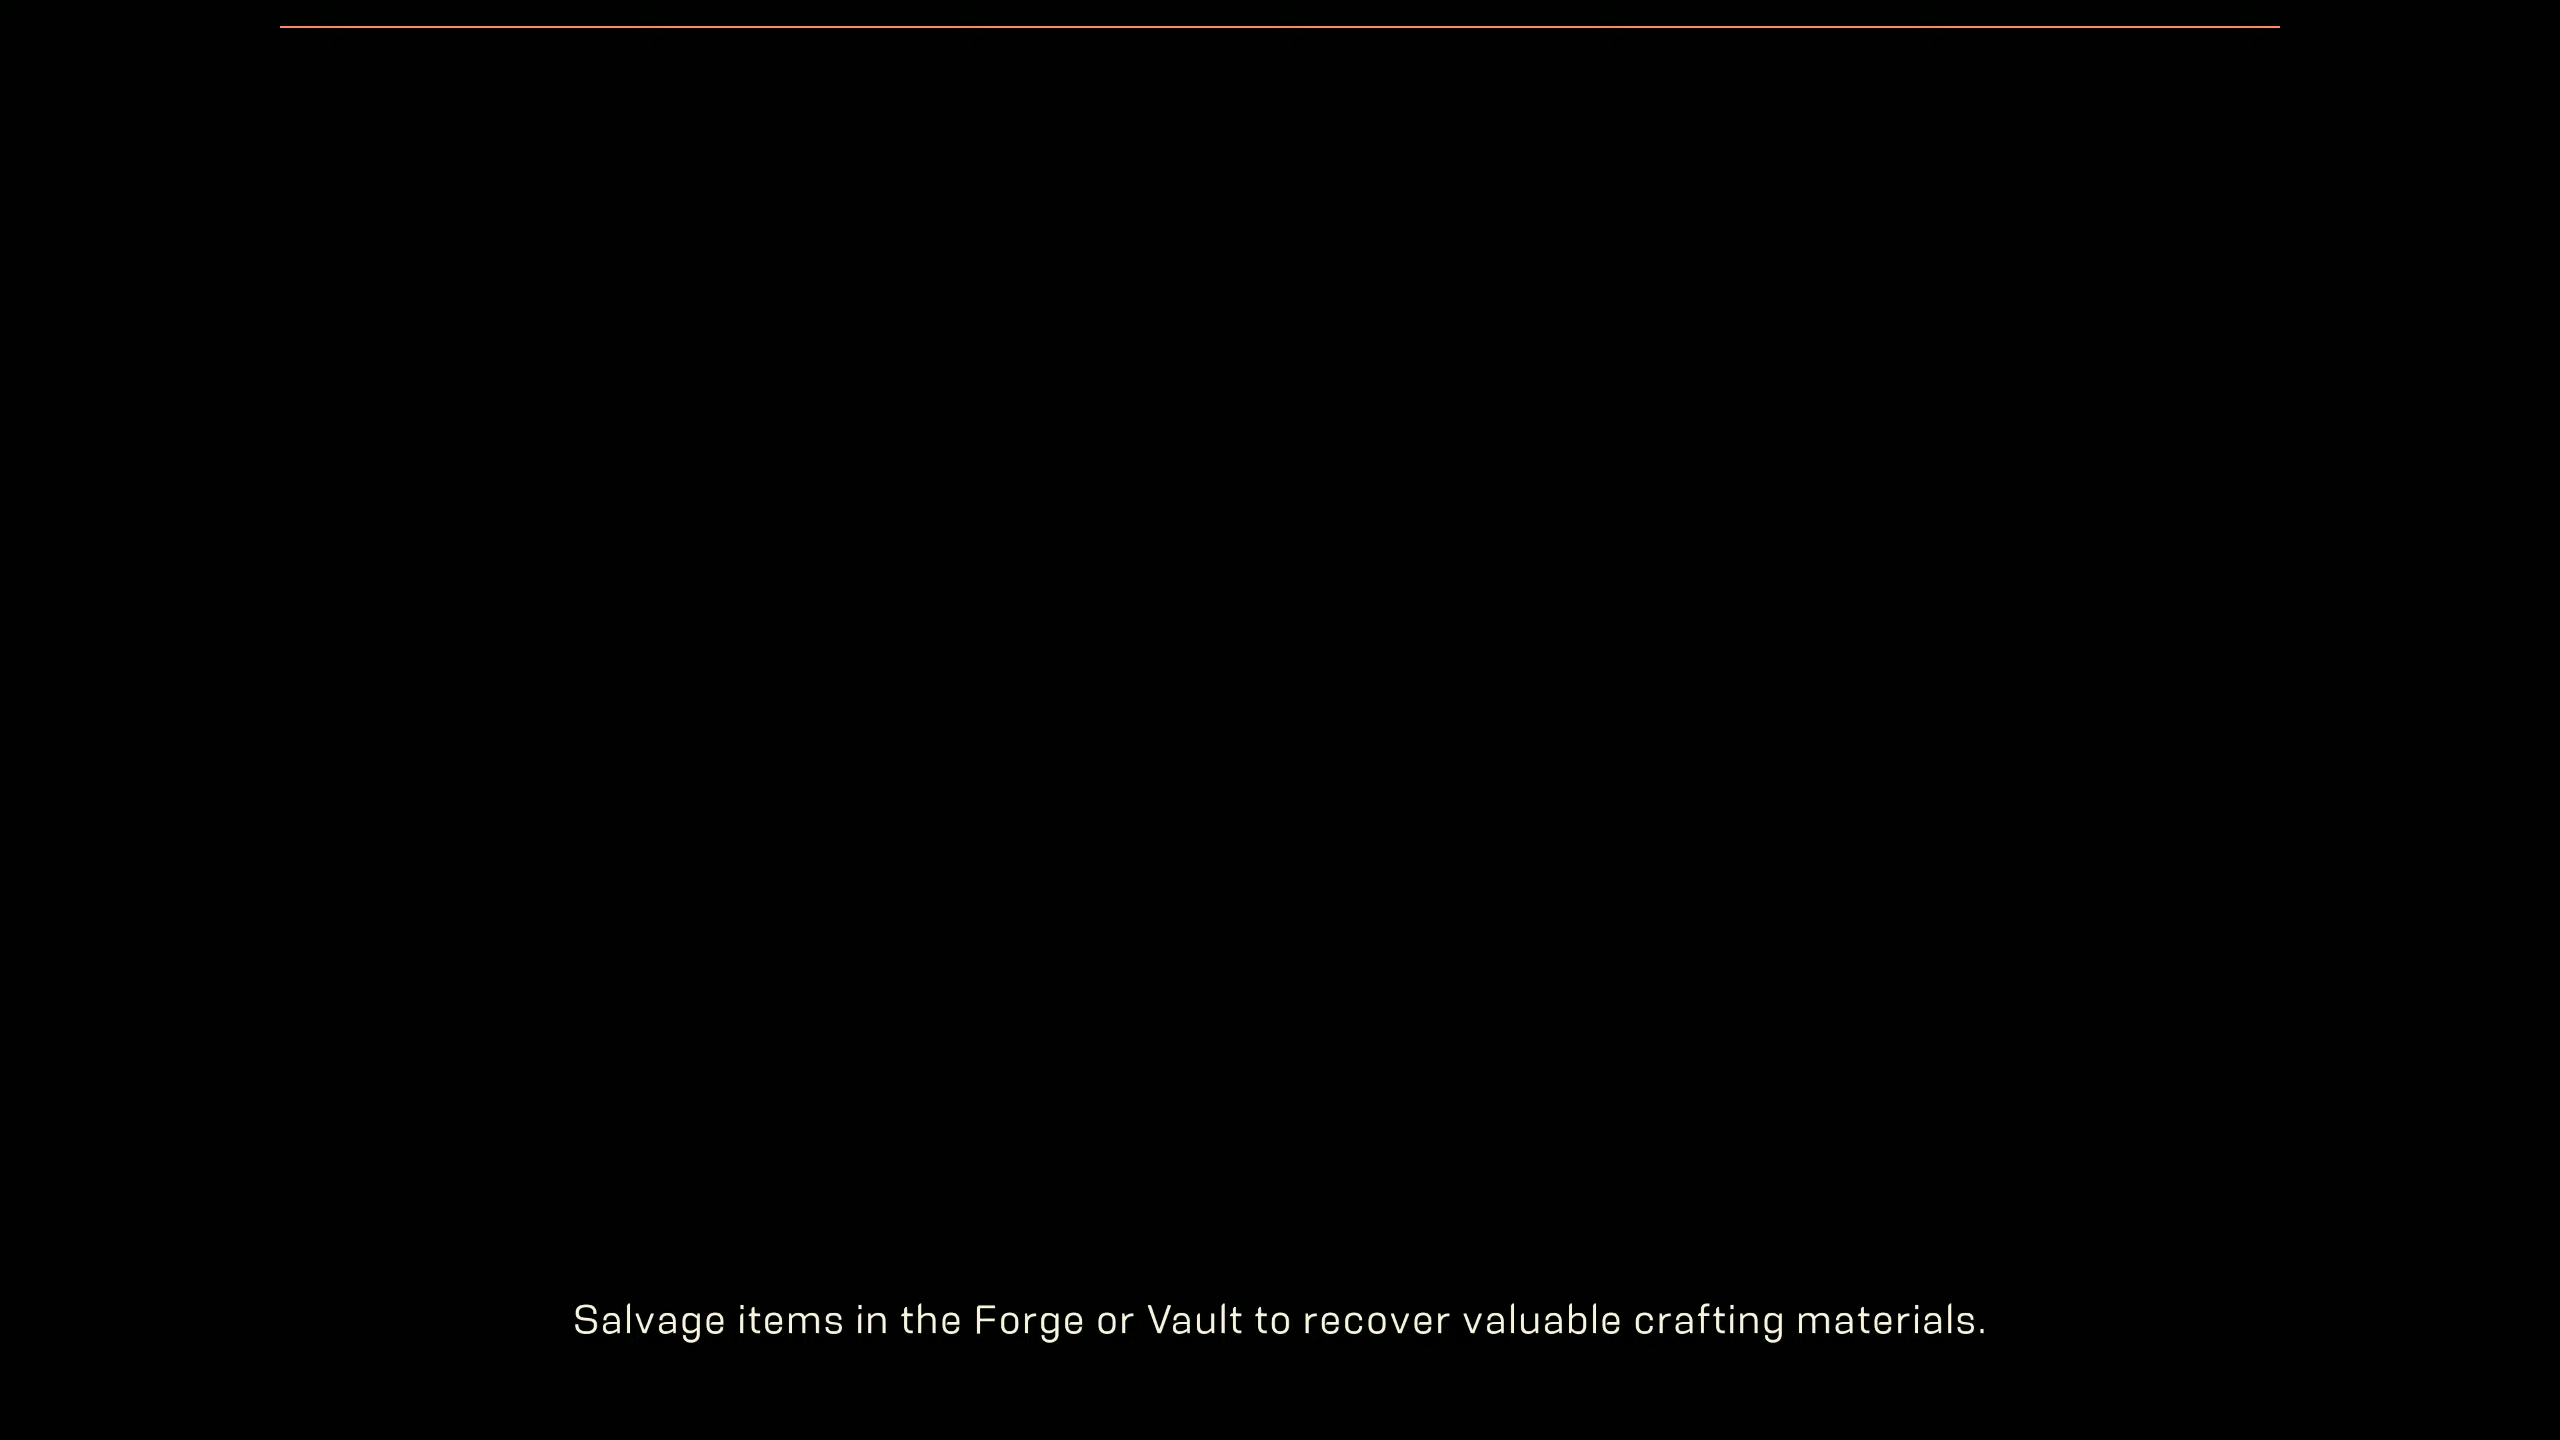 Salvage items in the Forge or Vault to recover valuable crafting materials.